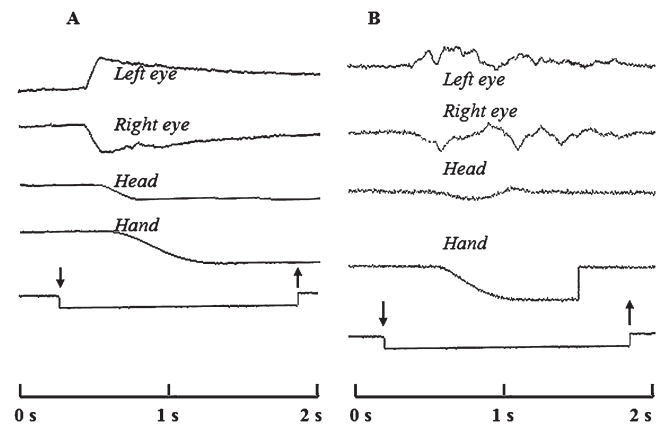 A
Left eye
Right eye
Head
Hand
0 s
1 s
2 s
B
Left eye
Right eye
Head
Hand
0 s
1 s
2 s